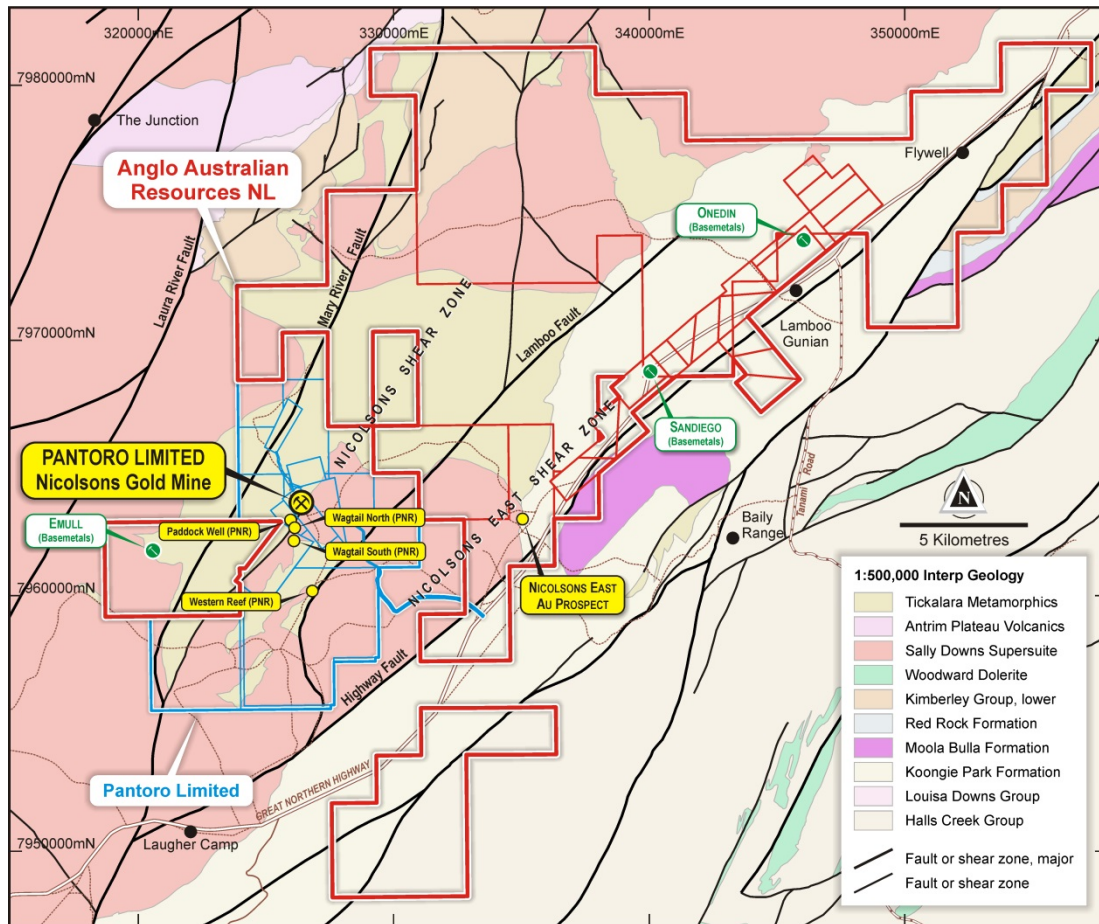 320000mE
330000mE
340000mE
350000mE
7980000mN
The Junction
Flywell
Anglo Australian
Resources NL
ONEDIN
(Basemetals)
Laura River Fault
Mary River Fault
NICOLSONS SHEAR ZONE
Lamboo Fault
7970000mN
Lamboo
Gunian
SANDIEGO
(Basemetals)
PANTORO LIMITED
Nicolsons Gold Mine
NICOLSONS EAST SHEAR ZONE
Tanami Road
EMULL
(Basemetals)
Paddock Well (PNR)
Wagtail North (PNR)
Wagtail South (PNR)
Baily
Range
N
5 Kilometres
7960000mN
Western Reef (PNR)
NICOLSONS EAST
AU PROSPECT
Highway Fault
Pantoro Limited
GREAT NORTHERN HIGHWAY
7950000mN
Laugher Camp
1:500,000 Interp Geology
Tickalara Metamorphics
Antrim Plateau Volcanics
Sally Downs Supersuite
Woodward Dolerite
Kimberley Group, lower
Red Rock Formation
Moola Bulla Formation
Koongie Park Formation
Louisa Downs Group
Halls Creek Group
Fault or shear zone, major
Fault or shear zone